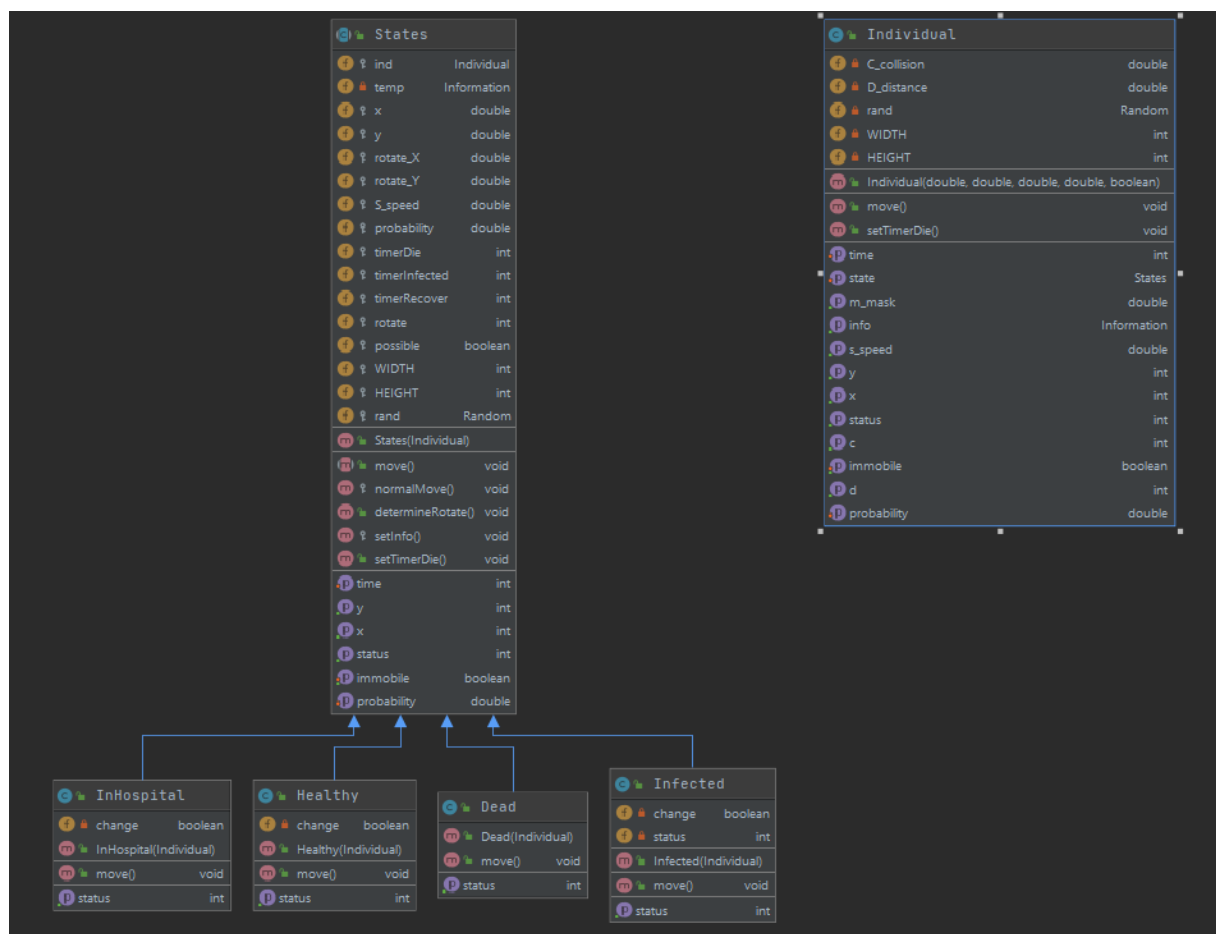 States
ind Individual
temp Information
x double
y double
rotate_X double
rotate_Y double
S_speed double
probability double
timerDie int
timerInfected int
timerRecover int
rotate int
possible boolean
WIDTH int
HEIGHT int
rand Random
States(Individual)
move() void
normalMove() void
determineRotate() void
setInfo() void
setTimerDie() void
time int
y int
x int
status int
immobile boolean
probability double
Individual
C_collision double
D_distance double
rand Random
WIDTH int
HEIGHT int
Individual(double, double, double, double, boolean)
move() void
setTimerDie() void
time int
state States
m_mask double
info Information
s_speed double
y int
x int
status int
c int
immobile boolean
d int
probability double
InHospital
change boolean
InHospital(Individual)
move() void
status int
Healthy
change boolean
Healthy(Individual)
move() void
status int
Dead
Dead(Individual)
move() void
status int
Infected
change boolean
status int
Infected(Individual)
move() void
status int